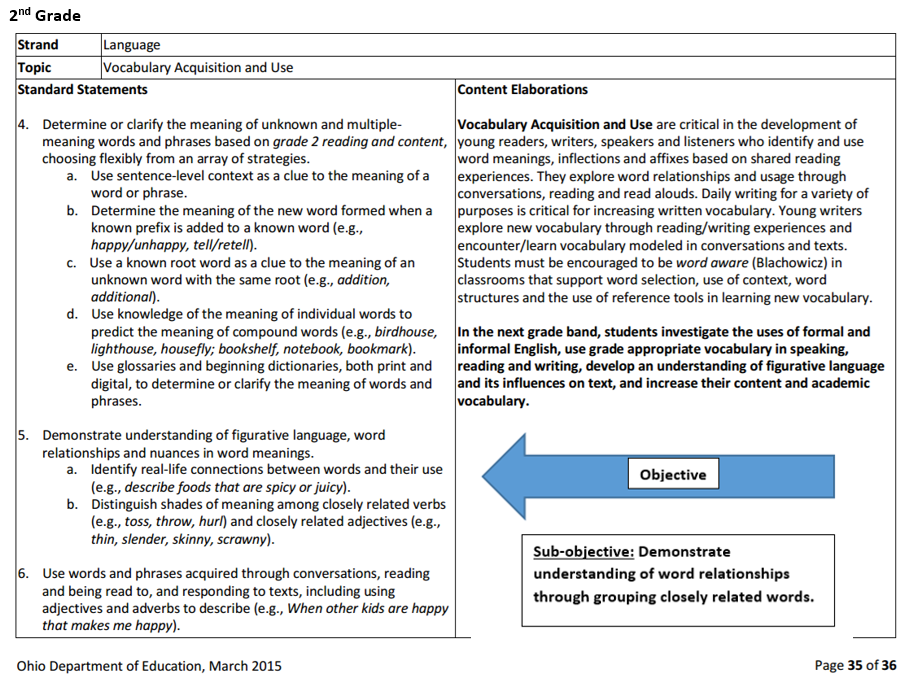 2nd Grade
Strand Language
Topic Vocabulary Acquisition and Use
Standard Statements
4. Determine or clarify the meaning of unknown and multiple-
meaning words and phrases based on grade 2 reading and content,
choosing flexibly from an array of strategies.
a. Use sentence-level context as a clue to the meaning of a
word or phrase.
b. Determine the meaning of the new word formed when a
known prefix is added to a known word (e.g.,
happy/unhappy, tell/retell).
c. Use a known root word as a clue to the meaning of an
unknown word with the same root (e.g., addition,
additional).
d. Use knowledge of the meaning of individual words to
predict the meaning of compound words (e.g., birdhouse,
lighthouse, housefly; bookshelf, notebook, bookmark).
e. Use glossaries and beginning dictionaries, both print and
digital, to determine or clarify the meaning of words and
phrases.
5. Demonstrate understanding of figurative language, word
relationships and nuances in word meanings.
a. Identify real-life connections between words and their use
(e.g., describe foods that are spicy or juicy).
b. Distinguish shades of meaning among closely related verbs
(e.g., toss, throw, hurl) and closely related adjectives (e.g.,
thin, slender, skinny, scrawny).
6. Use words and phrases acquired through conversations, reading
and being read to, and responding to texts, including using
adjectives and adverbs to describe (e.g., When other kids are happy
that makes me happy).
Content Elaborations
Vocabulary Acquisition and Use are critical in the development of
young readers, writers, speakers and listeners who identify and use
word meanings, inflections and affixes based on shared reading
experiences. They explore word relationships and usage through
conversations, reading and read alouds. Daily writing for a variety of
purposes is critical for increasing written vocabulary. Young writers
explore new vocabulary through reading/writing experiences and
encounter/learn vocabulary modeled in conversations and texts.
Students must be encouraged to be word aware (Blachowicz) in
classrooms that support word selection, use of context, word
structures and the use of reference tools in learning new vocabulary.
In the next grade band, students investigate the uses of formal and
informal English, use grade appropriate vocabulary in speaking,
reading and writing, develop an understanding of figurative language
and its influences on text, and increase their content and academic
vocabulary.
Objective
Sub-objective: Demonstrate
understanding of word relationships
through grouping closely related words.
Ohio Department of Education, March 2015
Page 35 of 36